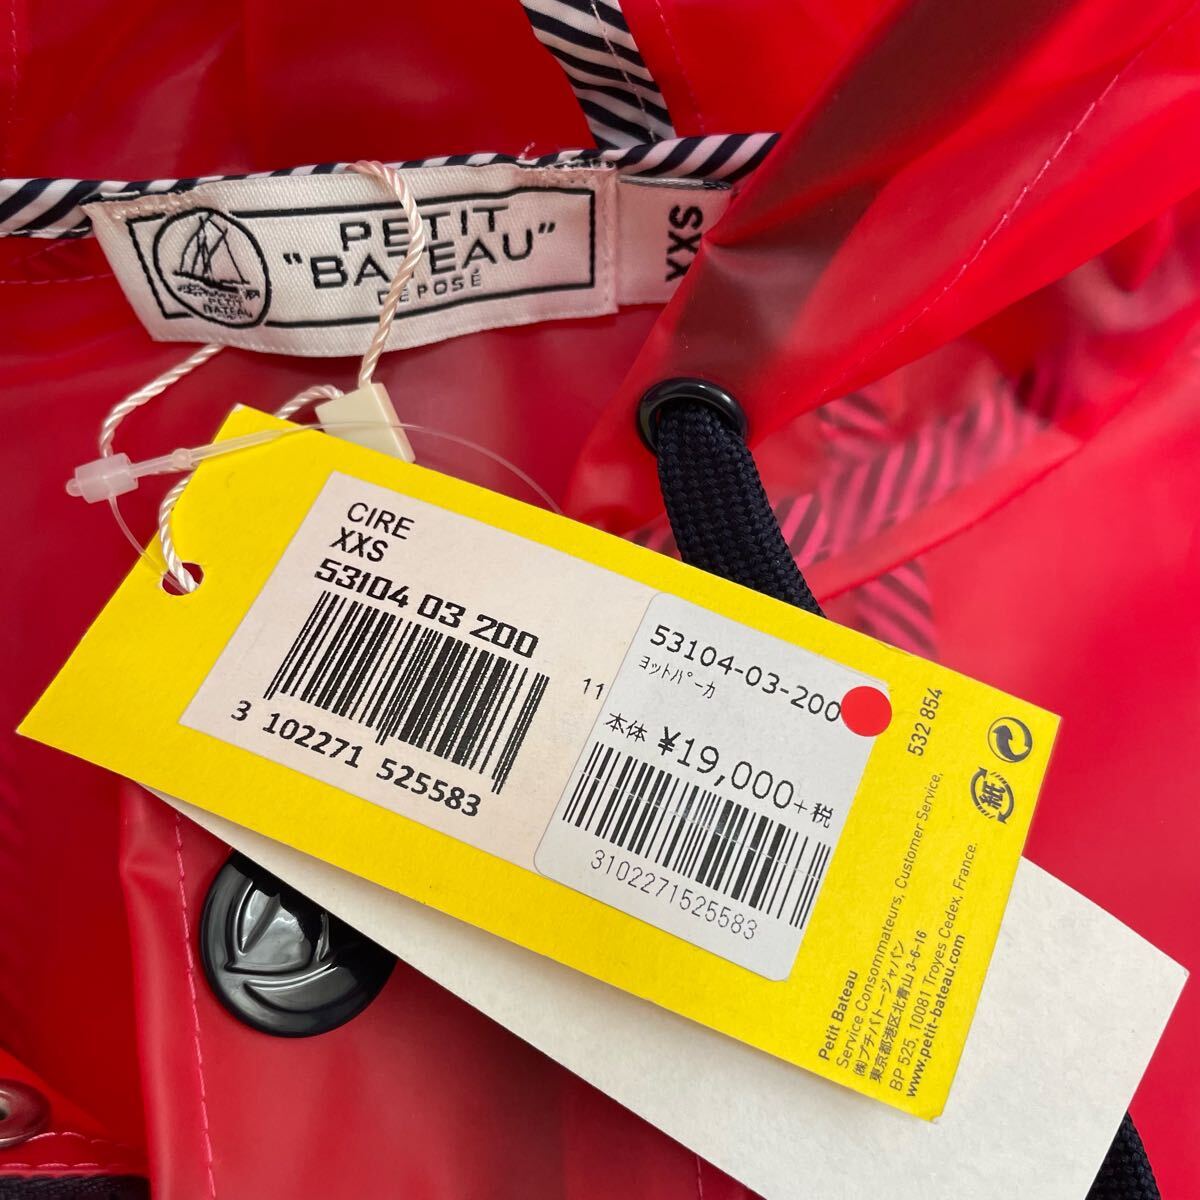 PETIT
"BATEAU"
DÉPOSÉ
PETIT
BATEAU
XXS
CIRE
XXS
53104 03 200
3 102271 525583
11
53104-03-200
ﾖｯﾄﾊﾟｰｶ
本体 ¥19,000+税
3102271525583
532 854
紙
Petit Bateau
Service Consommateurs, Customer Service,
㈱プチバトージャパン
東京都港区北青山3-6-16
BP 525, 10081 Troyes Cedex, France.
www.petit-bateau.com